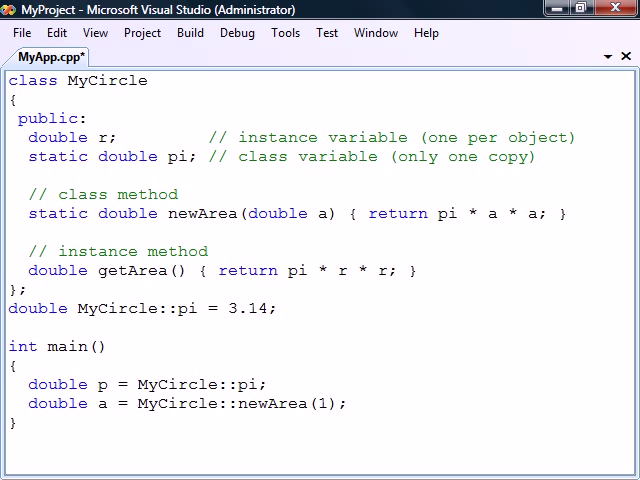 MyProject - Microsoft Visual Studio (Administrator)
File Edit View Project Build Debug Tools Test Window Help
MyApp.cpp*
class MyCircle
{
 public:
  double r;         // instance variable (one per object)
  static double pi; // class variable (only one copy)

  // class method
  static double newArea(double a) { return pi * a * a; }

  // instance method
  double getArea() { return pi * r * r; }
};
double MyCircle::pi = 3.14;

int main()
{
  double p = MyCircle::pi;
  double a = MyCircle::newArea(1);
}